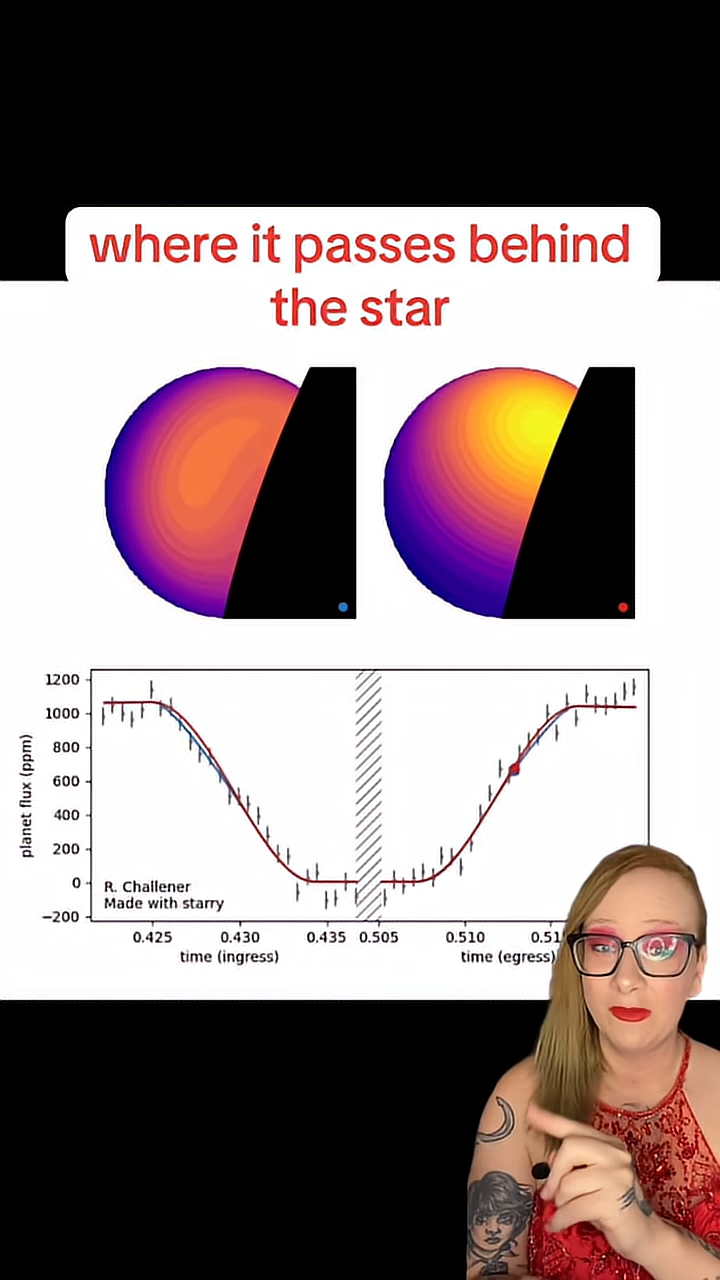 where it passes behind
the star
1200
1000
800
600
400
200
0
−200
planet flux (ppm)
R. Challener
Made with starry
0.425
0.430
0.435
0.505
0.510
time (ingress)
time (egress)